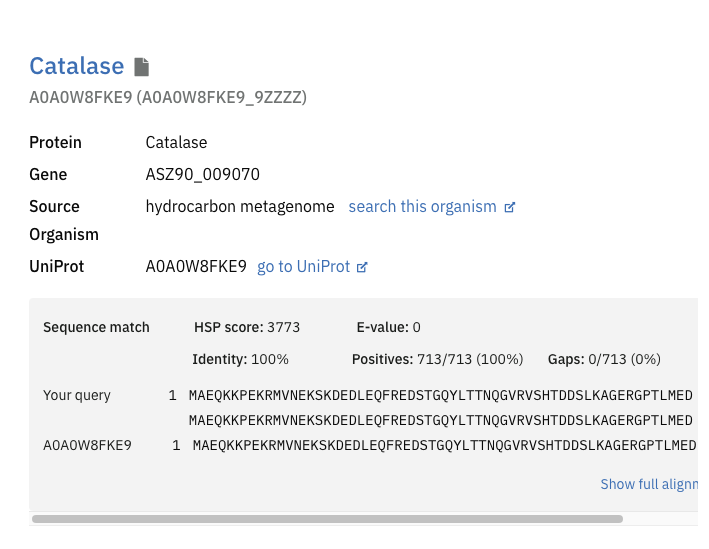 Catalase
A0A0W8FKE9 (A0A0W8FKE9_9ZZZZ)
Protein Catalase
Gene ASZ90_009070
Source Organism hydrocarbon metagenome search this organism
UniProt A0A0W8FKE9 go to UniProt
Sequence match HSP score: 3773 E-value: 0
Identity: 100% Positives: 713/713 (100%) Gaps: 0/713 (0%)
Your query 1 MAEQKKPEKRMVNEKSKDEDLEQFREDSTGQYLTTNQGVRVSHTDDSLKAGERGPTLMED
MAEQKKPEKRMVNEKSKDEDLEQFREDSTGQYLTTNQGVRVSHTDDSLKAGERGPTLMED
A0A0W8FKE9 1 MAEQKKPEKRMVNEKSKDEDLEQFREDSTGQYLTTNQGVRVSHTDDSLKAGERGPTLMED
Show full alignn